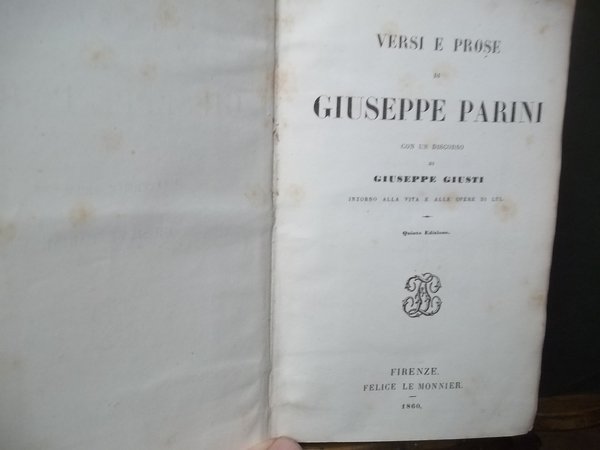 VERSI E PROSE
DI
GIUSEPPE PARINI
CON UN DISCORSO
DI
GIUSEPPE GIUSTI
INTORNO ALLA VITA E ALLE OPERE DI LUI.
Quinta Edizione.
FIRENZE.
FELICE LE MONNIER.
1860.